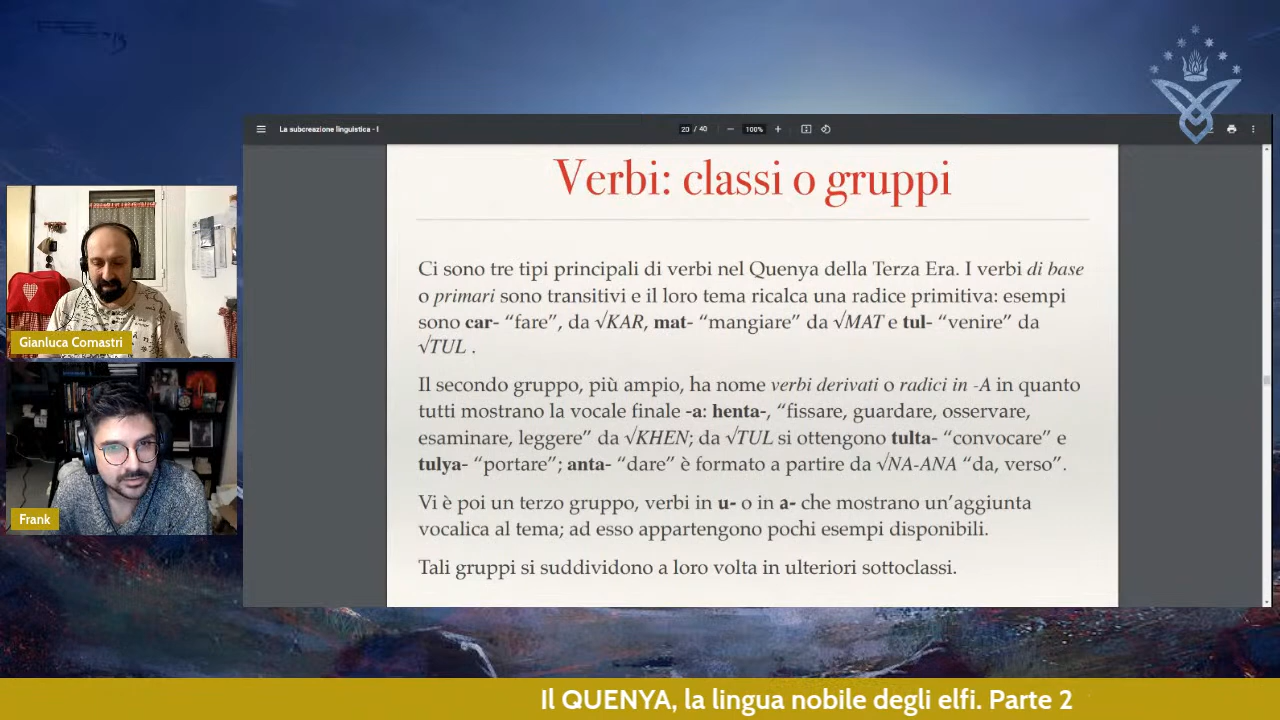 La subcreazione linguistica - I
20 / 40
100%
Verbi: classi o gruppi
Ci sono tre tipi principali di verbi nel Quenya della Terza Era. I verbi di base
o primari sono transitivi e il loro tema ricalca una radice primitiva: esempi
sono car- “fare”, da √KAR, mat- “mangiare” da √MAT e tul- “venire” da
√TUL .
Il secondo gruppo, più ampio, ha nome verbi derivati o radici in -A in quanto
tutti mostrano la vocale finale -a: henta-, “fissare, guardare, osservare,
esaminare, leggere” da √KHEN; da √TUL si ottengono tulta- “convocare” e
tulya- “portare”; anta- “dare” è formato a partire da √NA-ANA “da, verso”.
Vi è poi un terzo gruppo, verbi in u- o in a- che mostrano un’aggiunta
vocalica al tema; ad esso appartengono pochi esempi disponibili.
Tali gruppi si suddividono a loro volta in ulteriori sottoclassi.
Gianluca Comastri
Frank
Il QUENYA, la lingua nobile degli elfi. Parte 2